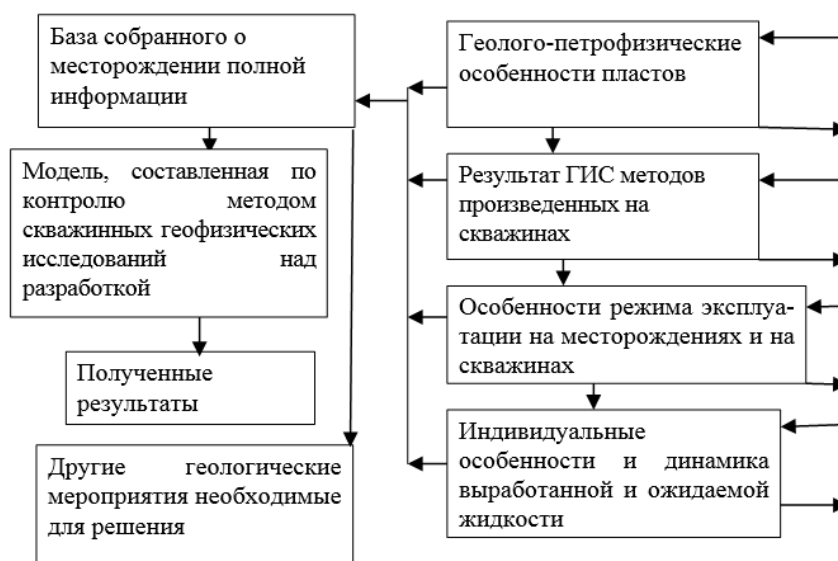 База собранного о
месторождении полной
информации
Модель, составленная по
контролю методом
скважинных геофизических
исследований над
разработкой
Полученные
результаты
Другие геологические
мероприятия необходимые
для решения
Геолого-петрофизические
особенности пластов
Результат ГИС методов
произведенных на
скважинах
Особенности режима эксплуа-
тации на месторождениях и на
скважинах
Индивидуальные
особенности и динамика
выработанной и ожидаемой
жидкости